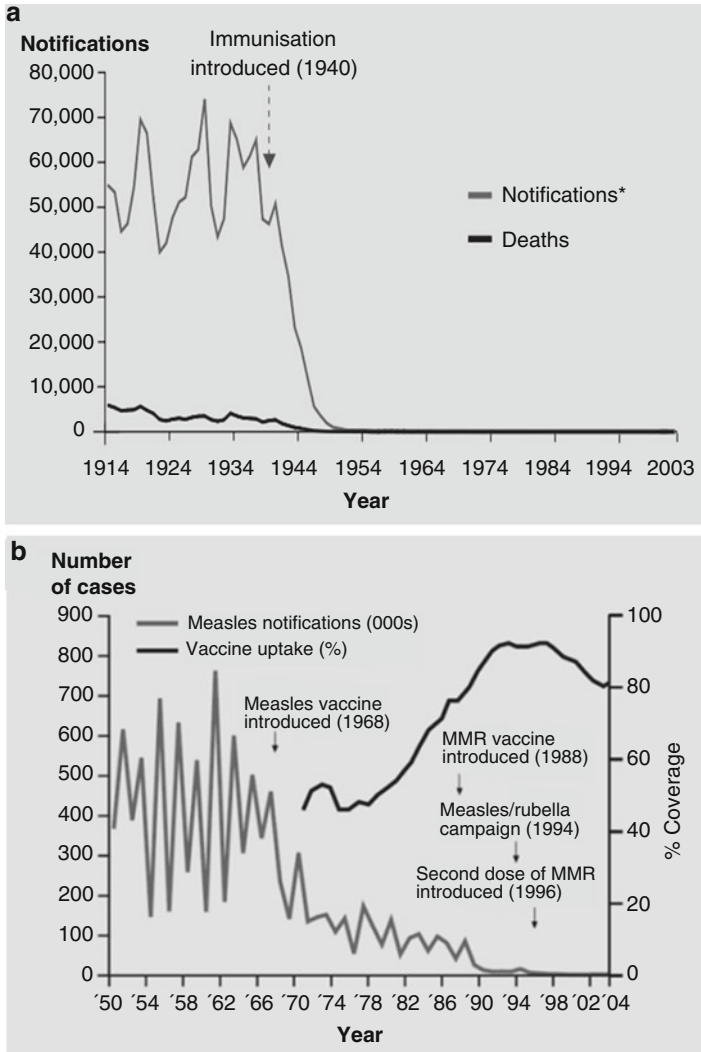 a
Notifications
Immunisation
introduced (1940)
80,000
70,000
60,000
50,000
40,000
30,000
20,000
10,000
0
Notifications*
Deaths
1914 1924 1934 1944 1954 1964 1974 1984 1994 2003
Year
b
Number
of cases
900
800
700
600
500
400
300
200
100
0
Measles notifications (000s)
Vaccine uptake (%)
Measles vaccine
introduced (1968)
MMR vaccine
introduced (1988)
Measles/rubella
campaign (1994)
Second dose of MMR
introduced (1996)
100
80
60
40
20
0
% Coverage
´50 ´54 ´58 ´62 ´66 ´70 ´74 ´78 ´82 ´86 ´90 ´94 ´98 ´02 ´04
Year